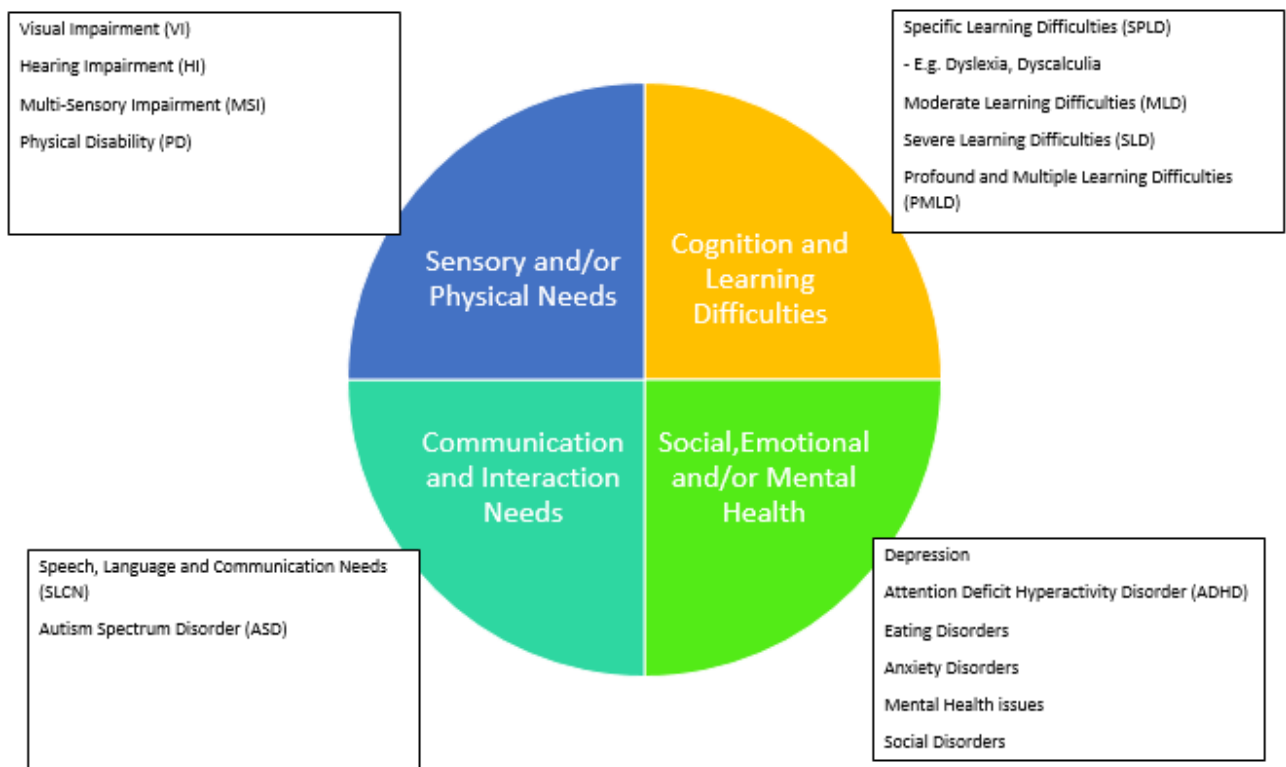 Visual Impairment (VI)
Hearing Impairment (HI)
Multi-Sensory Impairment (MSI)
Physical Disability (PD)
Specific Learning Difficulties (SPLD)
- E.g. Dyslexia, Dyscalculia
Moderate Learning Difficulties (MLD)
Severe Learning Difficulties (SLD)
Profound and Multiple Learning Difficulties
(PMLD)
Sensory and/or
Physical Needs
Cognition and
Learning
Difficulties
Communication
and Interaction
Needs
Social,Emotional
and/or Mental
Health
Speech, Language and Communication Needs
(SLCN)
Autism Spectrum Disorder (ASD)
Depression
Attention Deficit Hyperactivity Disorder (ADHD)
Eating Disorders
Anxiety Disorders
Mental Health issues
Social Disorders